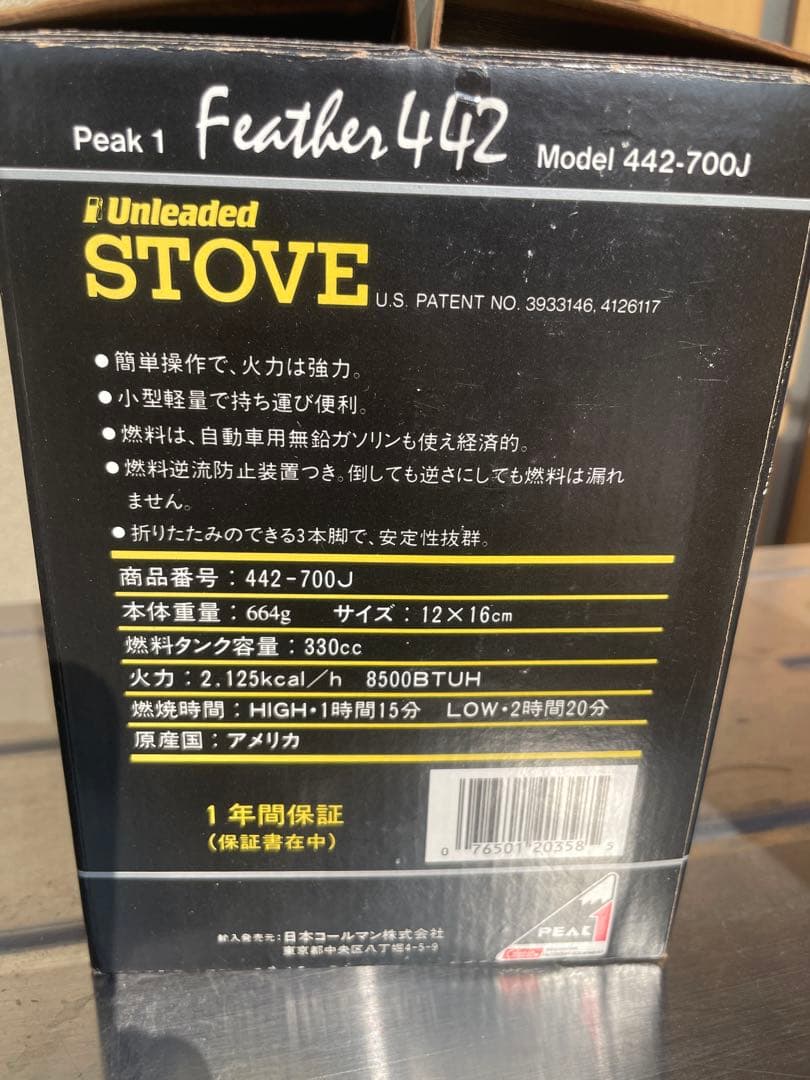 Peak 1 Feather 442 Model 442-700J
Unleaded
STOVE U.S. PATENT NO. 3933146, 4126117
●簡単操作で、火力は強力。
●小型軽量で持ち運び便利。
●燃料は、自動車用無鉛ガソリンも使え経済的。
●燃料逆流防止装置つき。倒しても逆さにしても燃料は漏れ
ません。
●折りたたみのできる3本脚で、安定性抜群。
商品番号：442-700J
本体重量：664g サイズ：12×16cm
燃料タンク容量：330cc
火力：2.125kcal/h 8500BTUH
燃焼時間：HIGH・1時間15分 LOW・2時間20分
原産国：アメリカ
1年間保証
（保証書在中）
0 76501 20358 5
PEAK 1
輸入発売元：日本コールマン株式会社
東京都中央区八丁堀4-5-9